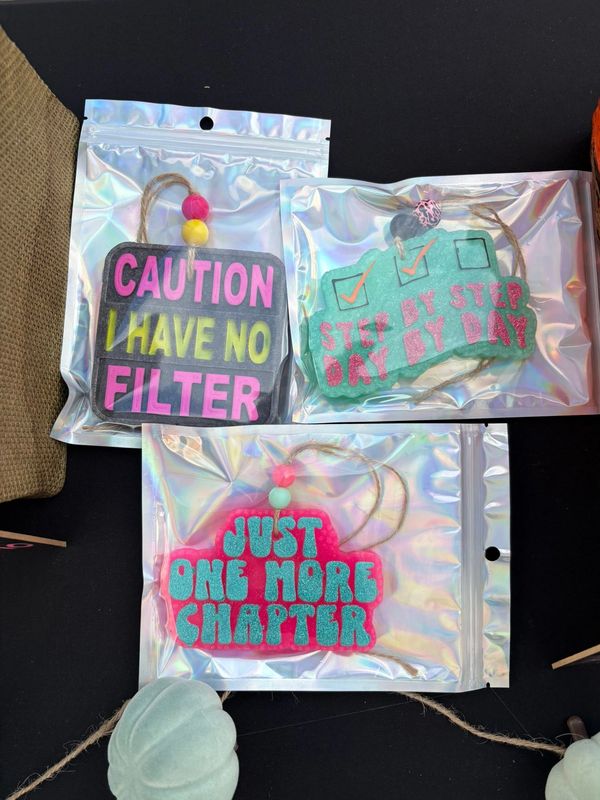 CAUTION
I HAVE NO
FILTER
STEP BY STEP
DAY BY DAY
JUST
ONE MORE
CHAPTER